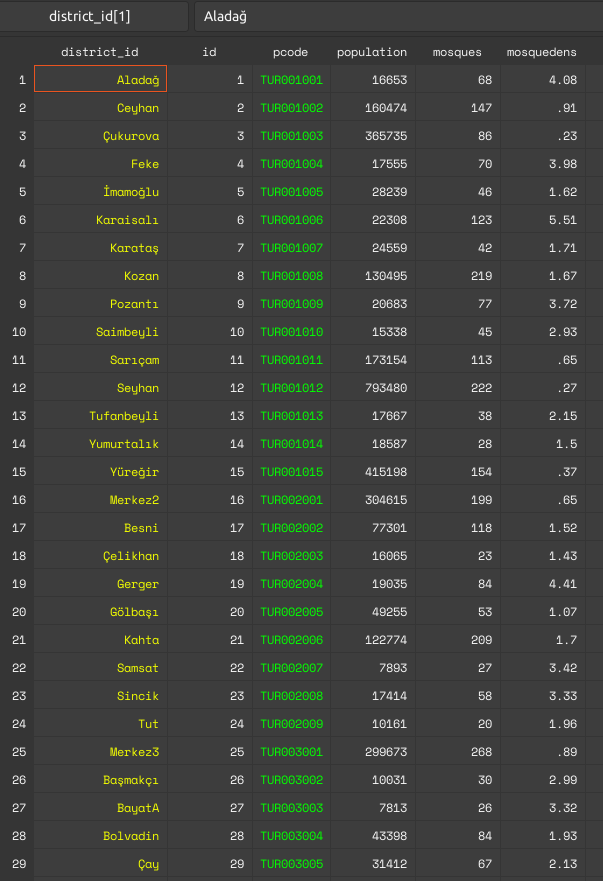 district_id[1] Aladağ
district_id id pcode population mosques mosquedens
1 Aladağ 1 TUR001001 16653 68 4.08
2 Ceyhan 2 TUR001002 160474 147 .91
3 Çukurova 3 TUR001003 365735 86 .23
4 Feke 4 TUR001004 17555 70 3.98
5 İmamoğlu 5 TUR001005 28239 46 1.62
6 Karaisalı 6 TUR001006 22308 123 5.51
7 Karataş 7 TUR001007 24559 42 1.71
8 Kozan 8 TUR001008 130495 219 1.67
9 Pozantı 9 TUR001009 20683 77 3.72
10 Saimbeyli 10 TUR001010 15338 45 2.93
11 Sarıçam 11 TUR001011 173154 113 .65
12 Seyhan 12 TUR001012 793480 222 .27
13 Tufanbeyli 13 TUR001013 17667 38 2.15
14 Yumurtalık 14 TUR001014 18587 28 1.5
15 Yüreğir 15 TUR001015 415198 154 .37
16 Merkez2 16 TUR002001 304615 199 .65
17 Besni 17 TUR002002 77301 118 1.52
18 Çelikhan 18 TUR002003 16065 23 1.43
19 Gerger 19 TUR002004 19035 84 4.41
20 Gölbaşı 20 TUR002005 49255 53 1.07
21 Kahta 21 TUR002006 122774 209 1.7
22 Samsat 22 TUR002007 7893 27 3.42
23 Sincik 23 TUR002008 17414 58 3.33
24 Tut 24 TUR002009 10161 20 1.96
25 Merkez3 25 TUR003001 299673 268 .89
26 Başmakçı 26 TUR003002 10031 30 2.99
27 BayatA 27 TUR003003 7813 26 3.32
28 Bolvadin 28 TUR003004 43398 84 1.93
29 Çay 29 TUR003005 31412 67 2.13